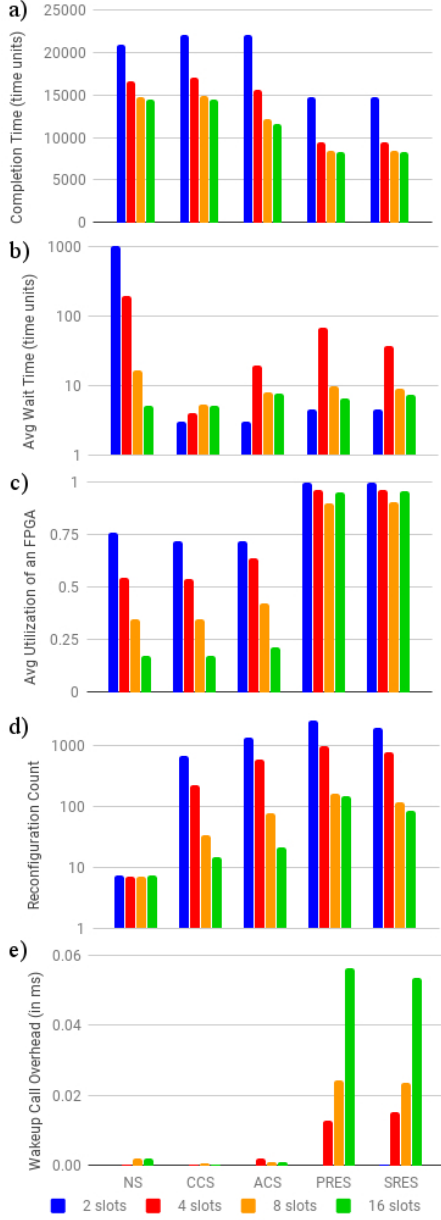 a)
25000
20000
15000
10000
5000
0
Completion Time (time units)
b)
1000
100
10
1
Avg Wait Time (time units)
c)
1
0.75
0.5
0.25
0
Avg Utilization of an FPGA
d)
1000
100
10
1
Reconfiguration Count
e)
0.06
0.04
0.02
0.00
Wakeup Call Overhead (in ms)
NS CCS ACS PRES SRES
2 slots 4 slots 8 slots 16 slots